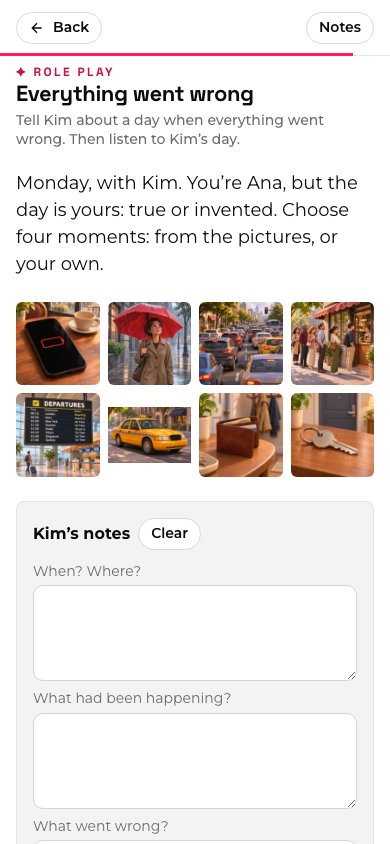 Back
Notes
ROLE PLAY
Everything went wrong
Tell Kim about a day when everything went
wrong. Then listen to Kim’s day.
Monday, with Kim. You’re Ana, but the
day is yours: true or invented. Choose
four moments: from the pictures, or
your own.
DEPARTURES
Kim’s notes
Clear
When? Where?
What had been happening?
What went wrong?